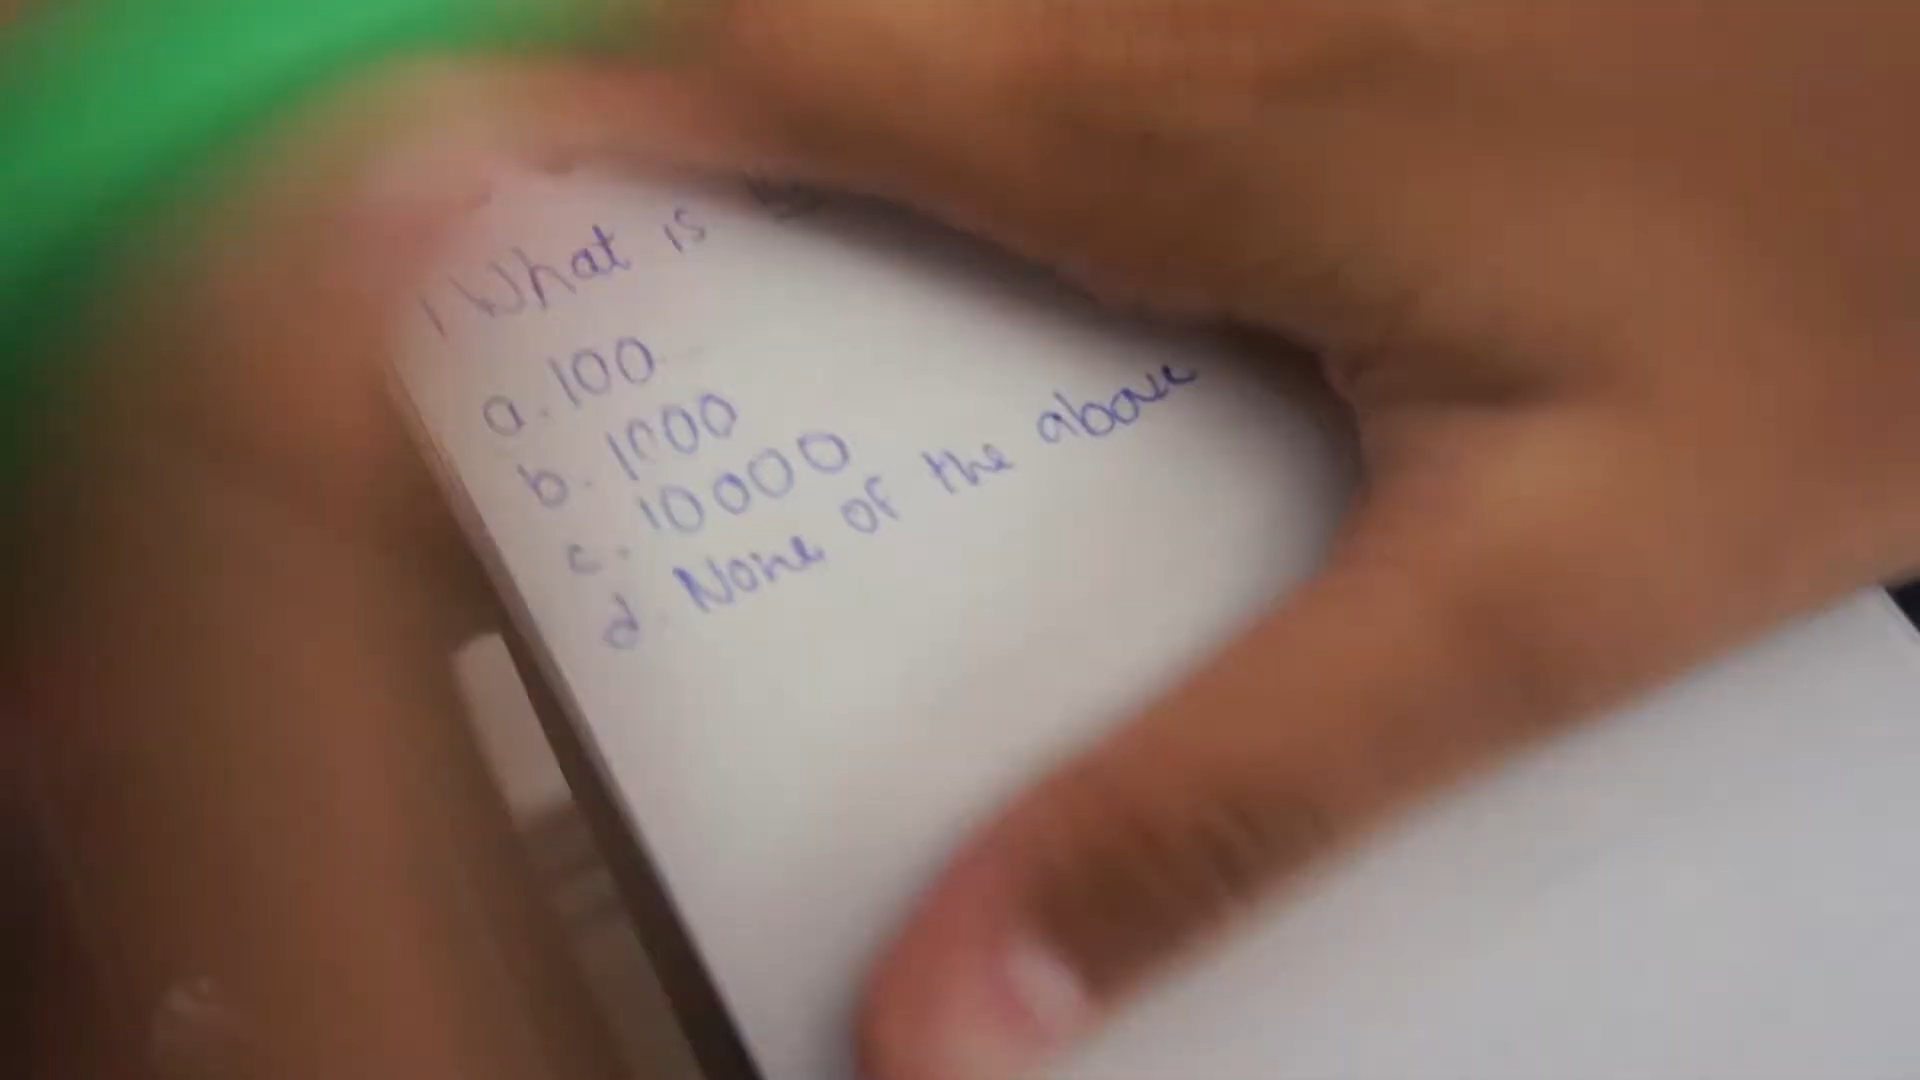 1 What is
a. 100
b. 1000
c. 10000
d. None of the above